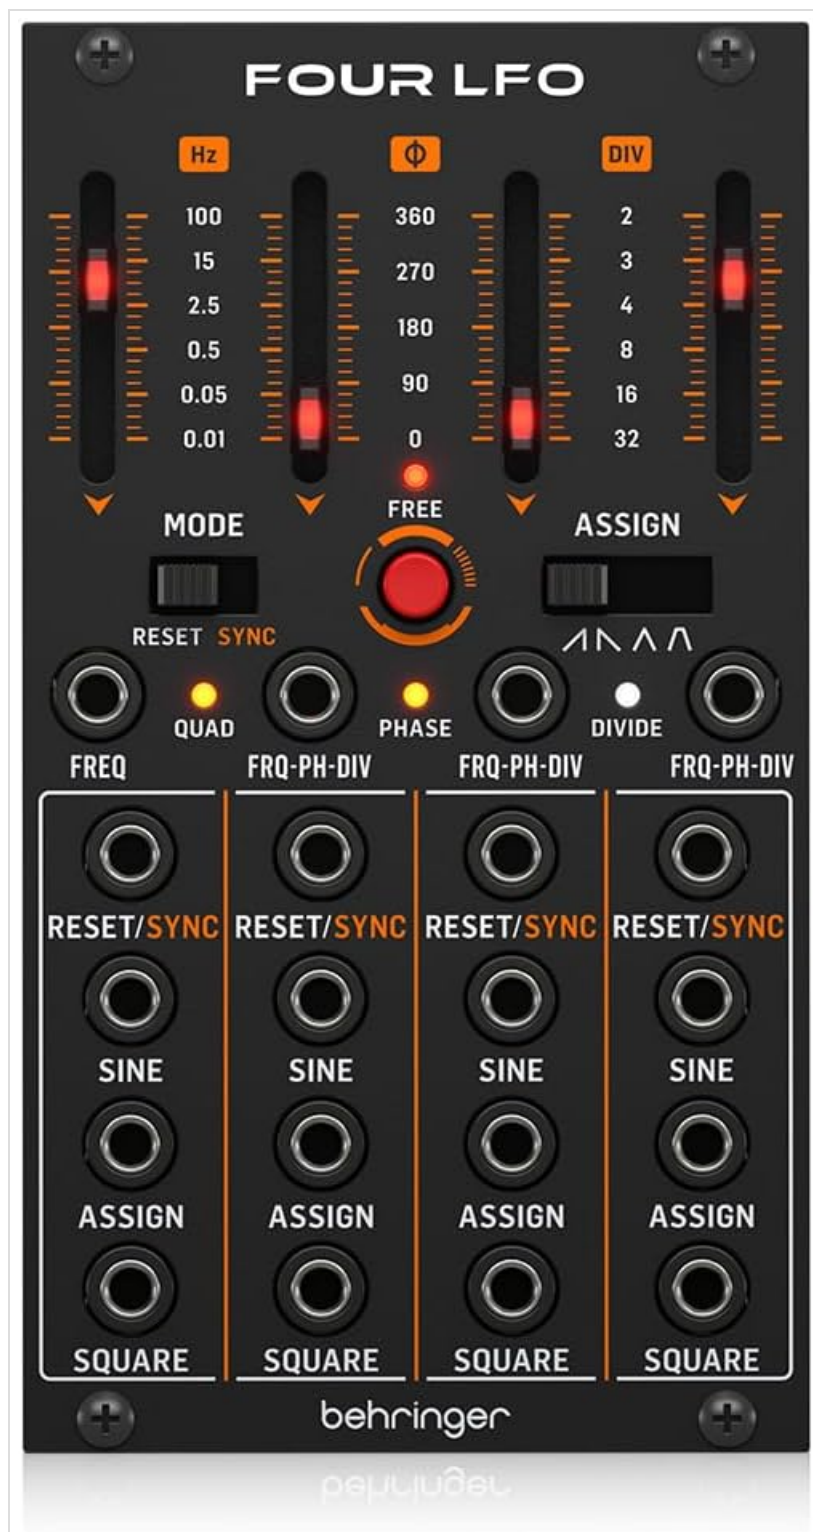 FOUR LFO
Hz Φ DIV
100 360 2
15 270 3
2.5 180 4
0.5 8
0.05 90 16
0.01 0 32
FREE
MODE ASSIGN
RESET SYNC
QUAD PHASE DIVIDE
FREQ FRQ-PH-DIV FRQ-PH-DIV FRQ-PH-DIV
RESET/SYNC RESET/SYNC RESET/SYNC RESET/SYNC
SINE SINE SINE SINE
ASSIGN ASSIGN ASSIGN ASSIGN
SQUARE SQUARE SQUARE SQUARE
behringer